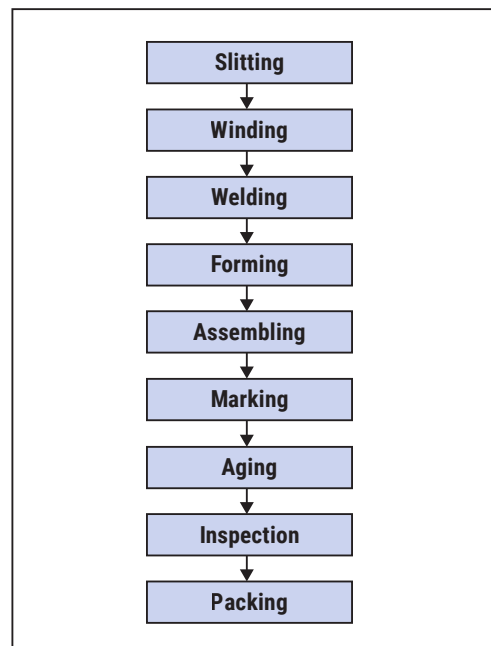 Slitting
Winding
Welding
Forming
Assembling
Marking
Aging
Inspection
Packing